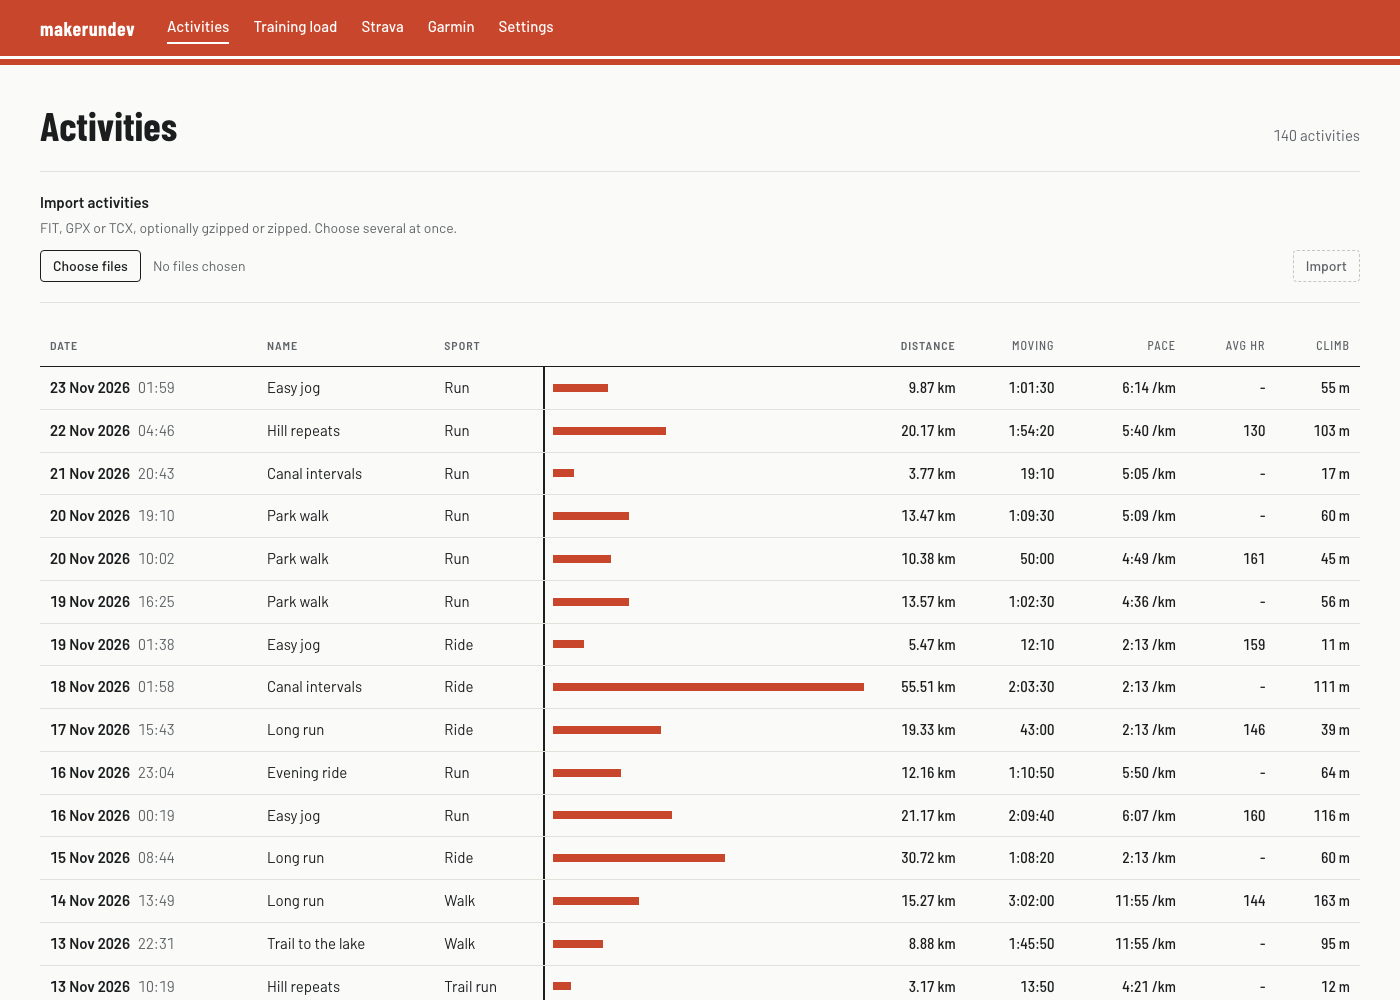 makerundev Activities Training load Strava Garmin Settings
Activities
140 activities
Import activities
FIT, GPX or TCX, optionally gzipped or zipped. Choose several at once.
Choose files No files chosen Import
DATE NAME SPORT DISTANCE MOVING PACE AVG HR CLIMB
23 Nov 2026 01:59 Easy jog Run 9.87 km 1:01:30 6:14 /km - 55 m
22 Nov 2026 04:46 Hill repeats Run 20.17 km 1:54:20 5:40 /km 130 103 m
21 Nov 2026 20:43 Canal intervals Run 3.77 km 19:10 5:05 /km - 17 m
20 Nov 2026 19:10 Park walk Run 13.47 km 1:09:30 5:09 /km - 60 m
20 Nov 2026 10:02 Park walk Run 10.38 km 50:00 4:49 /km 161 45 m
19 Nov 2026 16:25 Park walk Run 13.57 km 1:02:30 4:36 /km - 56 m
19 Nov 2026 01:38 Easy jog Ride 5.47 km 12:10 2:13 /km 159 11 m
18 Nov 2026 01:58 Canal intervals Ride 55.51 km 2:03:30 2:13 /km - 111 m
17 Nov 2026 15:43 Long run Ride 19.33 km 43:00 2:13 /km 146 39 m
16 Nov 2026 23:04 Evening ride Run 12.16 km 1:10:50 5:50 /km - 64 m
16 Nov 2026 00:19 Easy jog Run 21.17 km 2:09:40 6:07 /km 160 116 m
15 Nov 2026 08:44 Long run Ride 30.72 km 1:08:20 2:13 /km - 60 m
14 Nov 2026 13:49 Long run Walk 15.27 km 3:02:00 11:55 /km 144 163 m
13 Nov 2026 22:31 Trail to the lake Walk 8.88 km 1:45:50 11:55 /km - 95 m
13 Nov 2026 10:19 Hill repeats Trail run 3.17 km 13:50 4:21 /km - 12 m